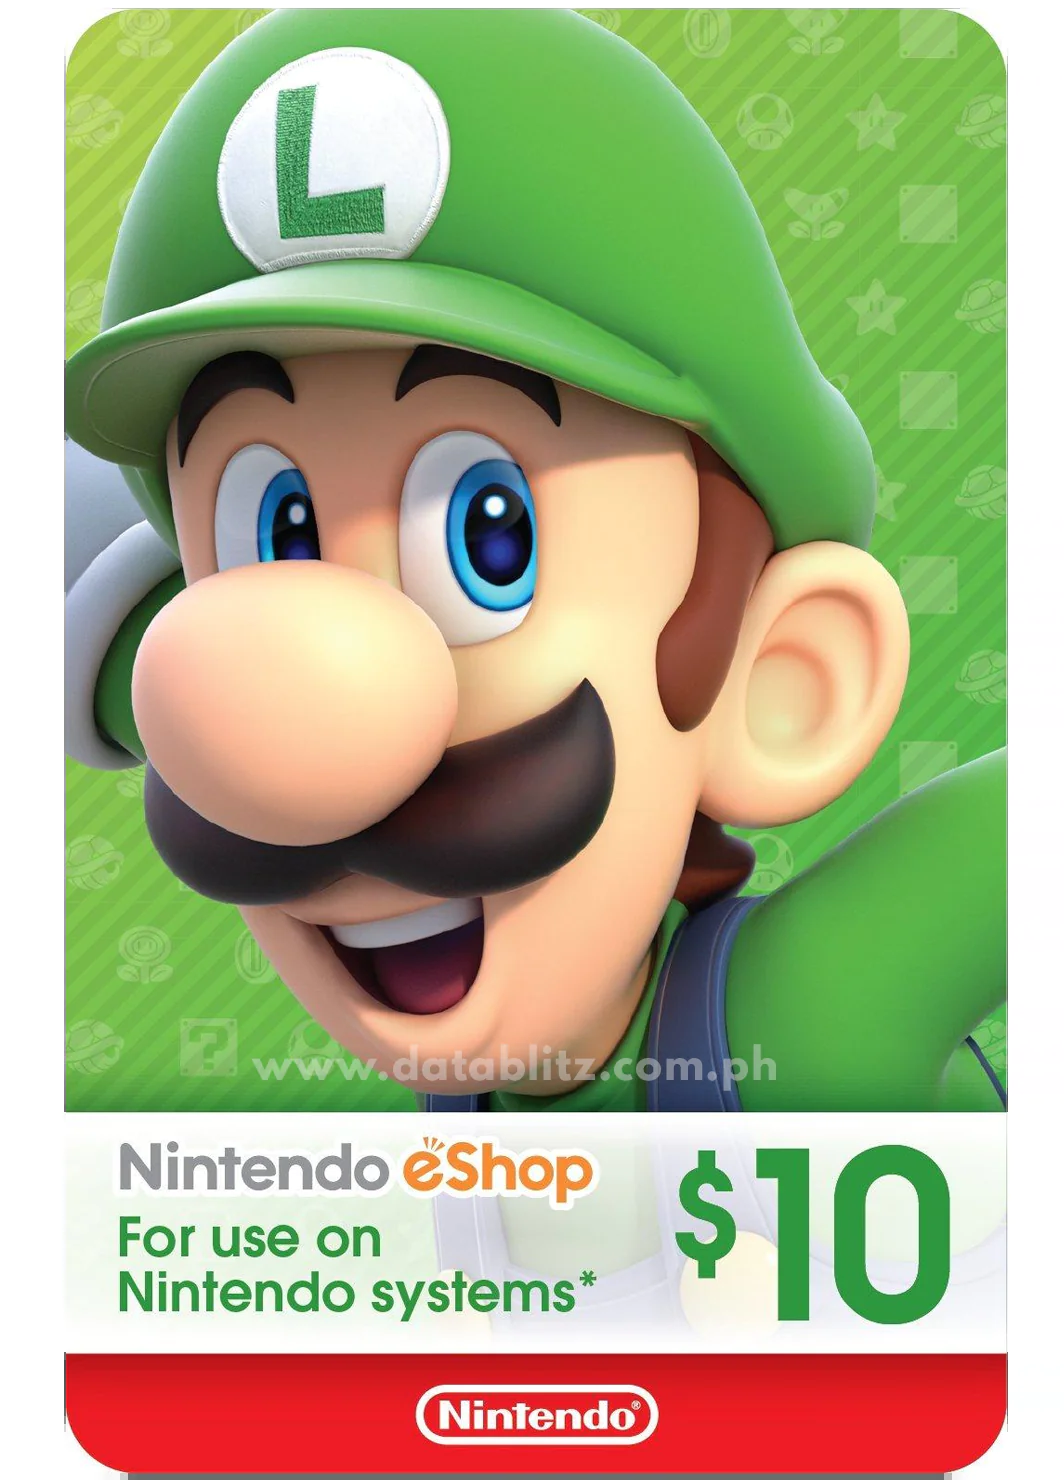 L
www.datablitz.com.ph
Nintendo eShop
$10
For use on
Nintendo systems*
Nintendo®